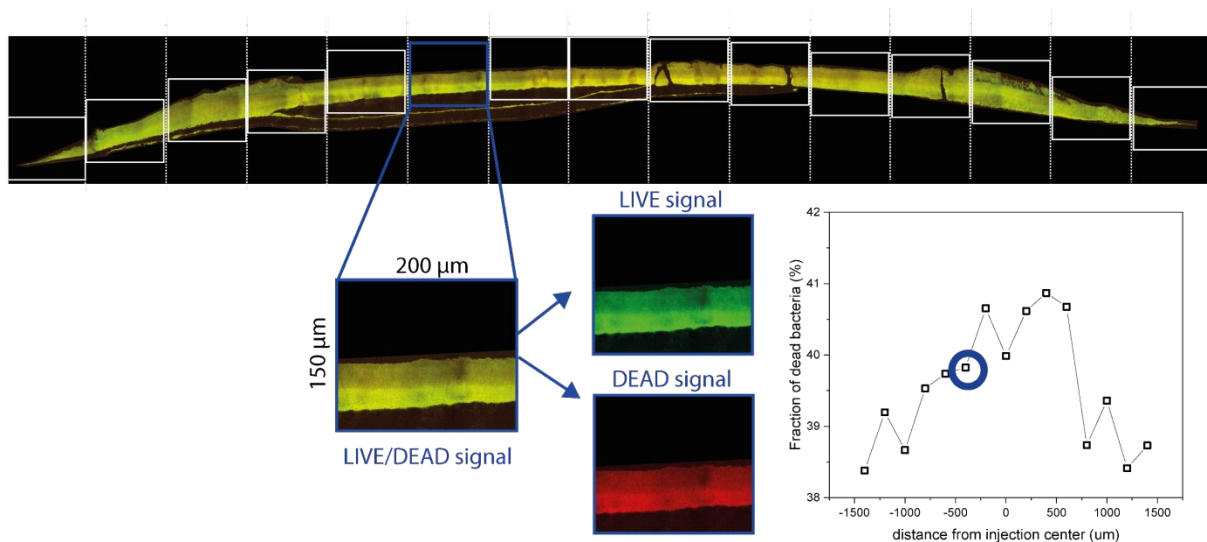 LIVE signal
200 µm
150 µm
DEAD signal
LIVE/DEAD signal
42
41
40
39
38
Fraction of dead bacteria (%)
-1500
-1000
-500
0
500
1000
1500
distance from injection center (um)